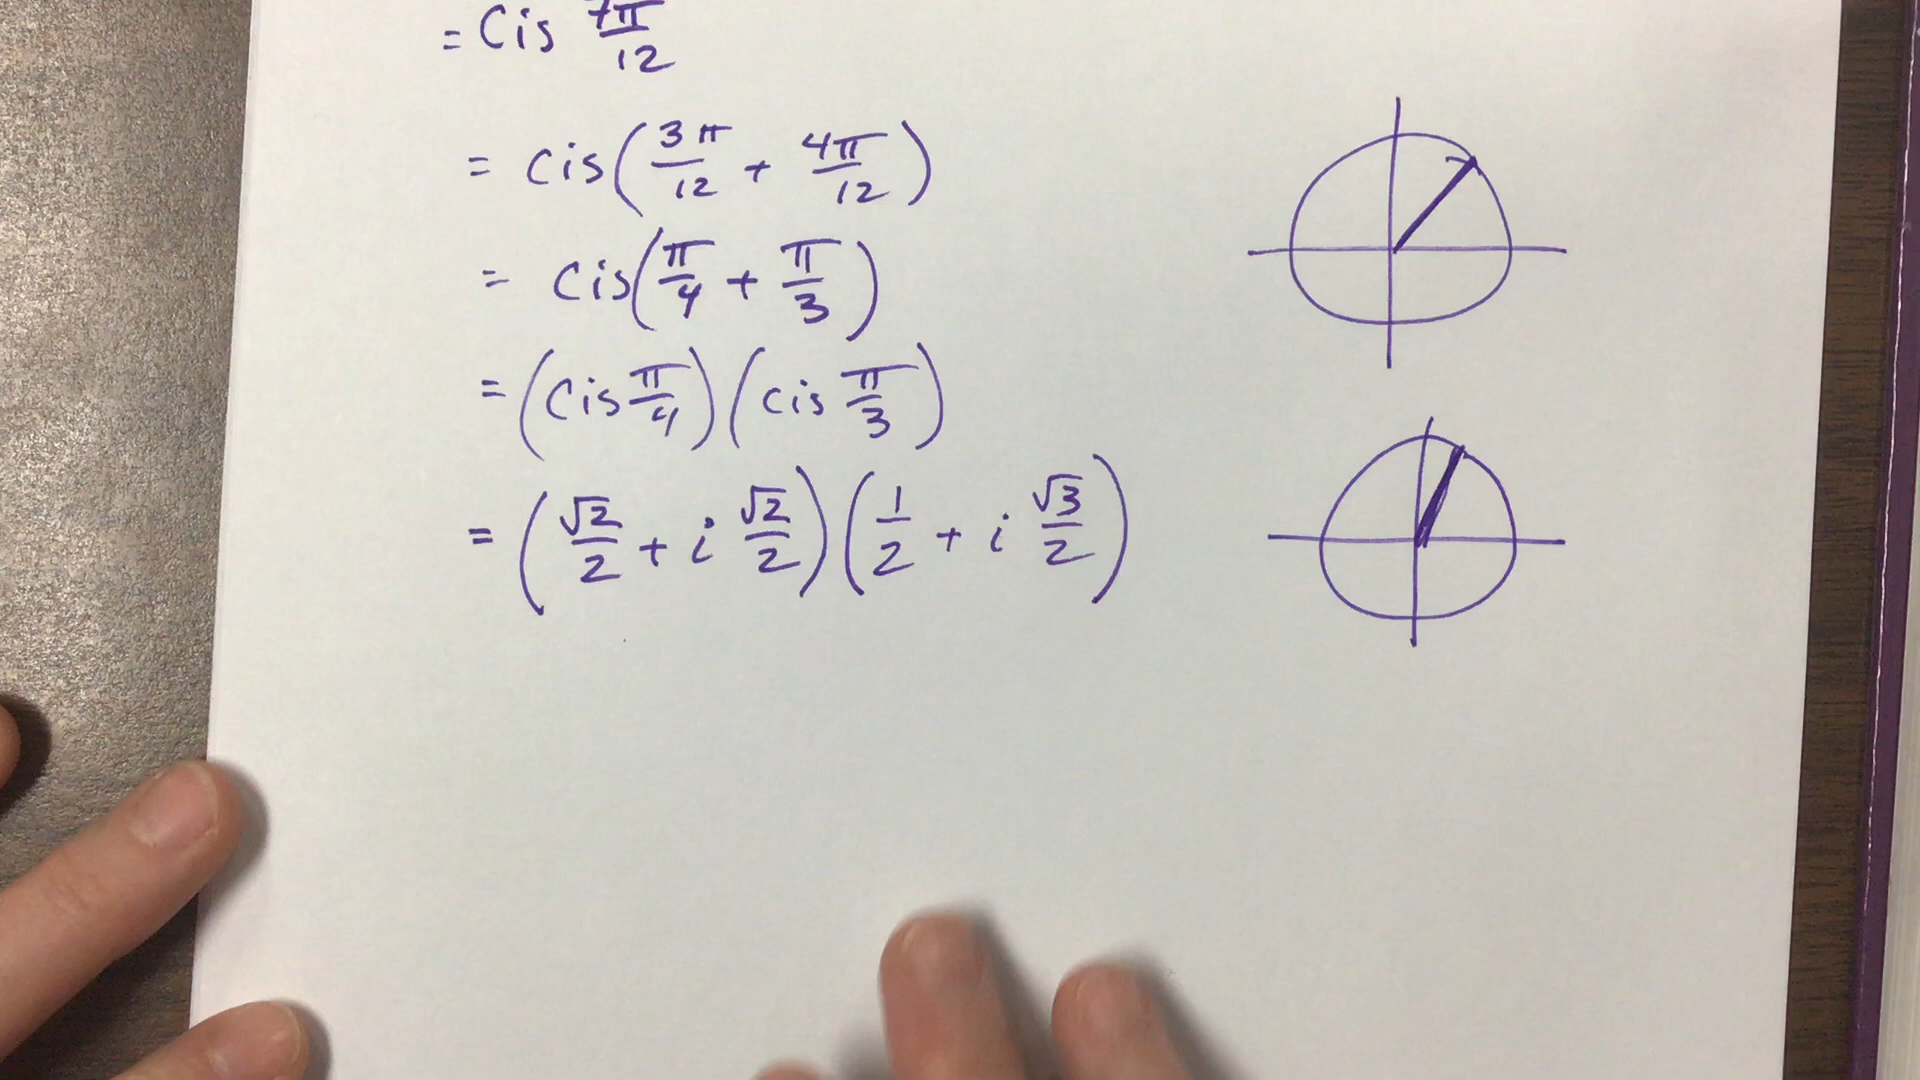 = Cis 7π/12
= Cis(3π/12 + 4π/12)
= Cis(π/4 + π/3)
= (Cis π/4)(cis π/3)
= (√2/2 + i √2/2)(1/2 + i √3/2)